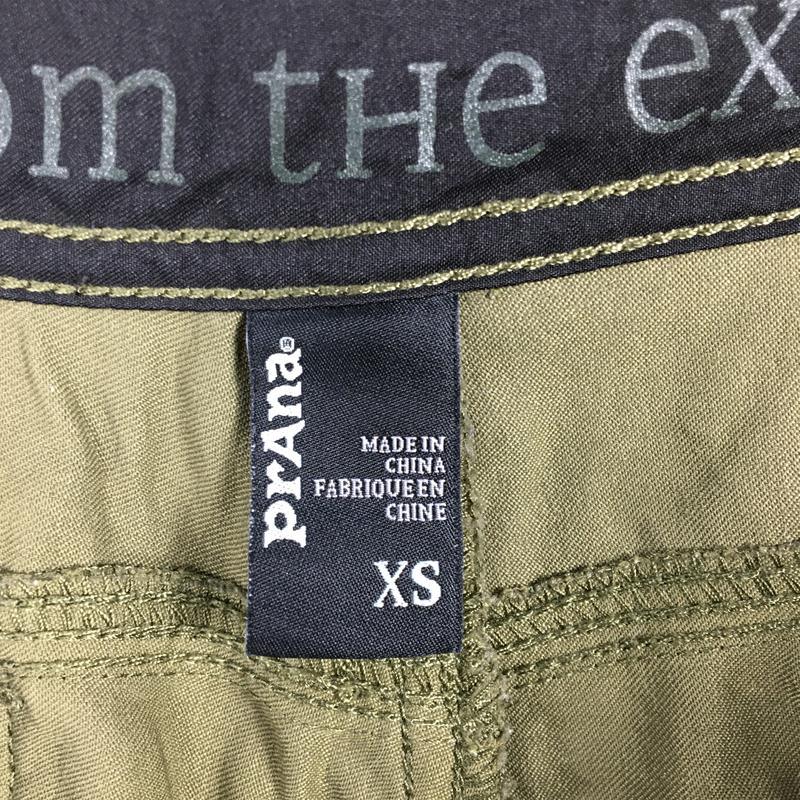 om tHe ex
prAna®
MADE IN
CHINA
FABRIQUE EN
CHINE
XS